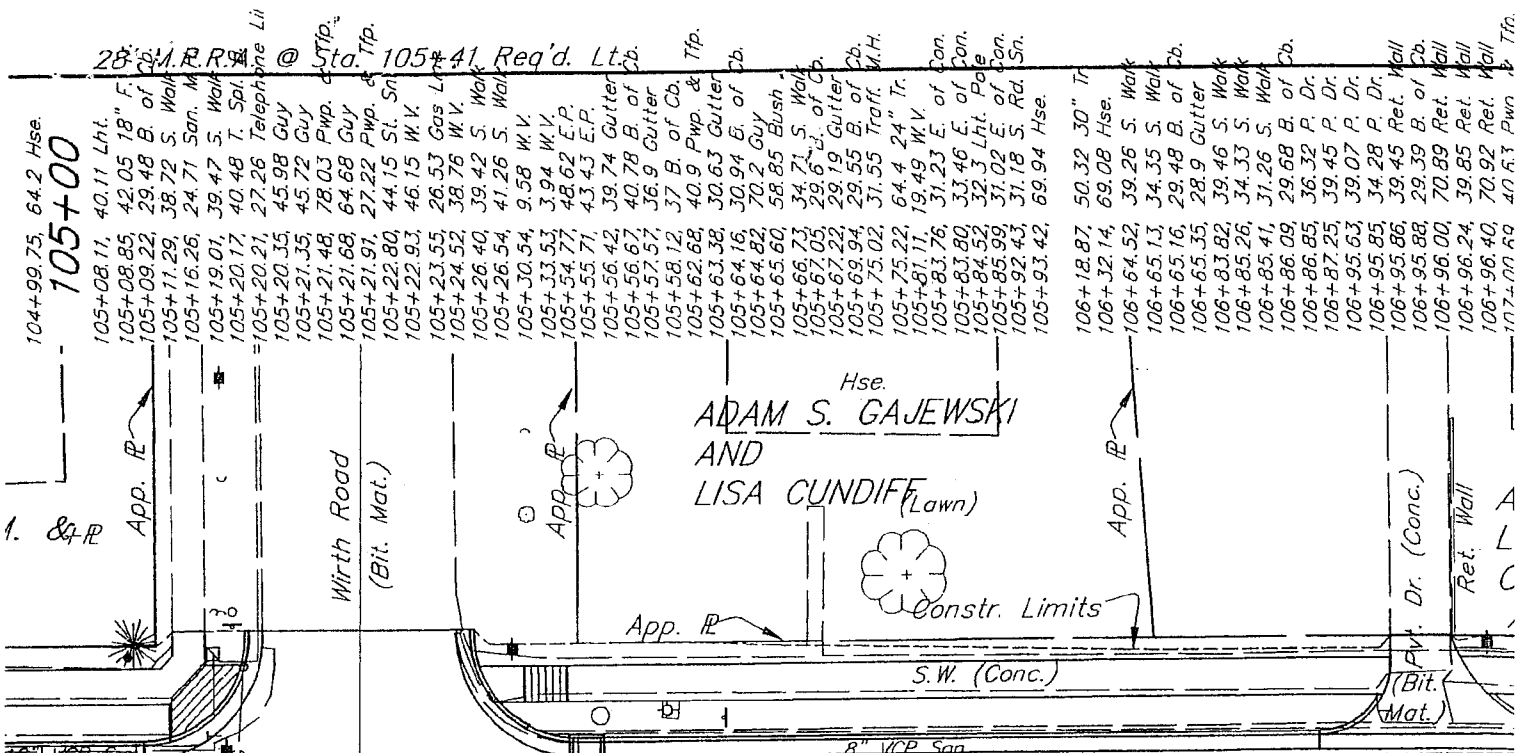 28' M.R.R.A. @ Sta. 105+41 Req'd. Lt.
104+99.75, 64.2 Hse.
105+00
105+08.11, 40.11 Lht.
105+08.85, 42.05 18" F.
105+09.22, 29.48 B. of Cb.
105+11.29, 38.72 S. Walk
105+16.26, 24.71 San. M.
105+19.01, 39.47 S. Walk
105+20.17, 40.48 T. Spl. B.
105+20.21, 27.26 Telephone Li
105+20.35, 45.98 Guy
105+21.35, 45.72 Guy
105+21.48, 78.03 Pwp. & Tfp.
105+21.68, 64.68 Guy
105+21.91, 27.22 Pwp. & Tfp.
105+22.80, 44.15 St. Sn.
105+22.93, 46.15 W.V.
105+23.55, 26.53 Gas Line
105+24.52, 38.76 W.V.
105+26.40, 39.42 S. Walk
105+26.54, 41.26 S. Walk
105+30.54, 9.58 W.V.
105+33.53, 3.94 W.V.
105+54.77, 48.62 E.P.
105+55.71, 43.43 E.P.
105+56.42, 39.74 Gutter
105+56.67, 40.78 B. of Cb.
105+57.57, 36.9 Gutter
105+58.12, 37 B. of Cb.
105+62.68, 40.9 Pwp. & Tfp.
105+63.38, 30.63 Gutter
105+64.16, 30.94 B. of Cb.
105+64.82, 70.2 Guy
105+65.60, 58.85 Bush
105+66.73, 34.71 S. Walk
105+67.05, 29.6 B. of Cb.
105+67.22, 29.19 Gutter
105+69.94, 29.55 B. of Cb.
105+75.02, 31.55 Traff. M.H.
105+75.22, 64.4 24" Tr.
105+81.11, 19.49 W.V.
105+83.76, 31.23 E. of Con.
105+83.80, 33.46 E. of Con.
105+84.52, 32.3 Lht. Pole
105+85.99, 31.02 E. of Con.
105+92.43, 31.18 S. Rd. Sn.
105+93.42, 69.94 Hse.
106+18.87, 50.32 30" Tr.
106+32.14, 69.08 Hse.
106+64.52, 39.26 S. Walk
106+65.13, 34.35 S. Walk
106+65.16, 29.48 B. of Cb.
106+65.35, 28.9 Gutter
106+83.82, 39.46 S. Walk
106+85.26, 34.33 S. Walk
106+85.41, 31.26 S. Walk
106+86.09, 29.68 B. of Cb.
106+87.25, 36.32 P. Dr.
106+95.63, 39.45 P. Dr.
106+95.85, 39.07 P. Dr.
106+95.86, 34.28 P. Dr.
106+95.86, 39.45 Ret. Wall
106+95.88, 29.39 B. of Cb.
106+96.00, 70.89 Ret. Wall
106+96.24, 39.85 Ret. Wall
106+96.40, 70.92 Ret. Wall
Hse.
ADAM S. GAJEWSKI
AND
LISA CUNDIFF
(Lawn)
App. PL
Wirth Road
(Bit. Mat.)
App. PL
App. PL
App. PL
Constr. Limits
Pvt. Dr. (Conc.)
Ret. Wall
S.W. (Conc.)
(Bit.
Mat.)
8" VCP San.